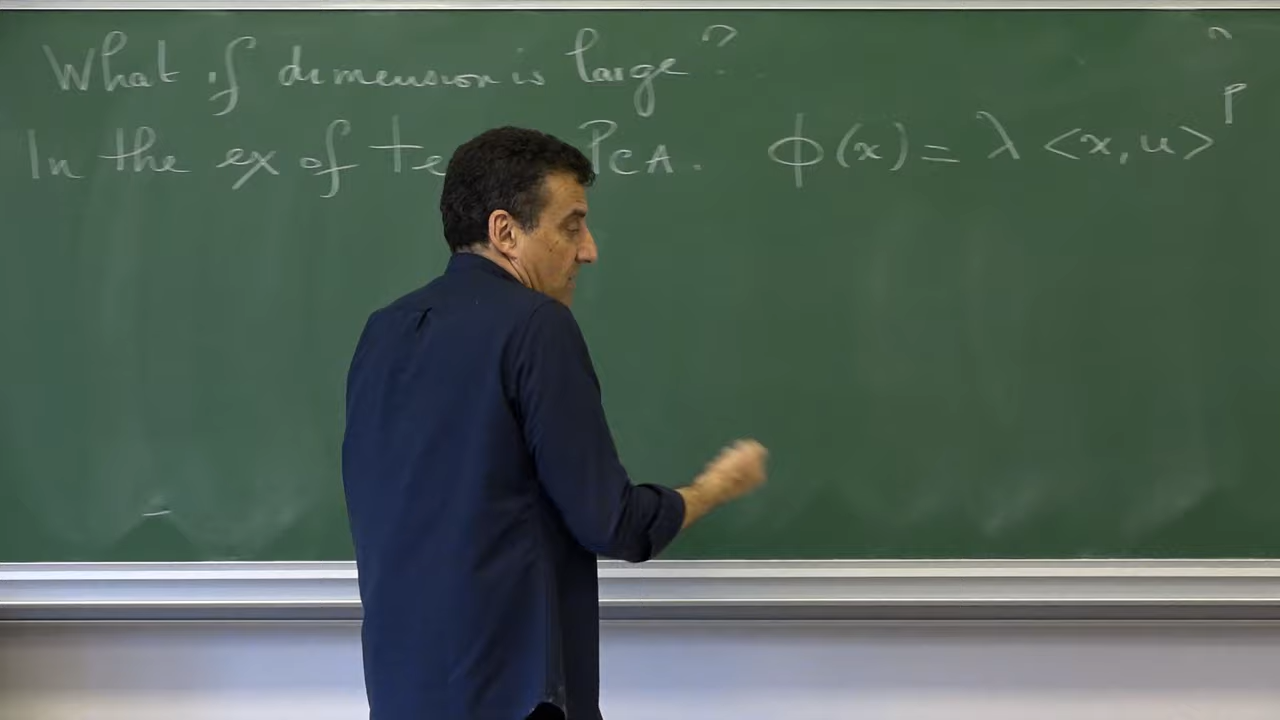 What if dimension is large?
In the ex of te PCA. ϕ(x) = λ <x, u>^p